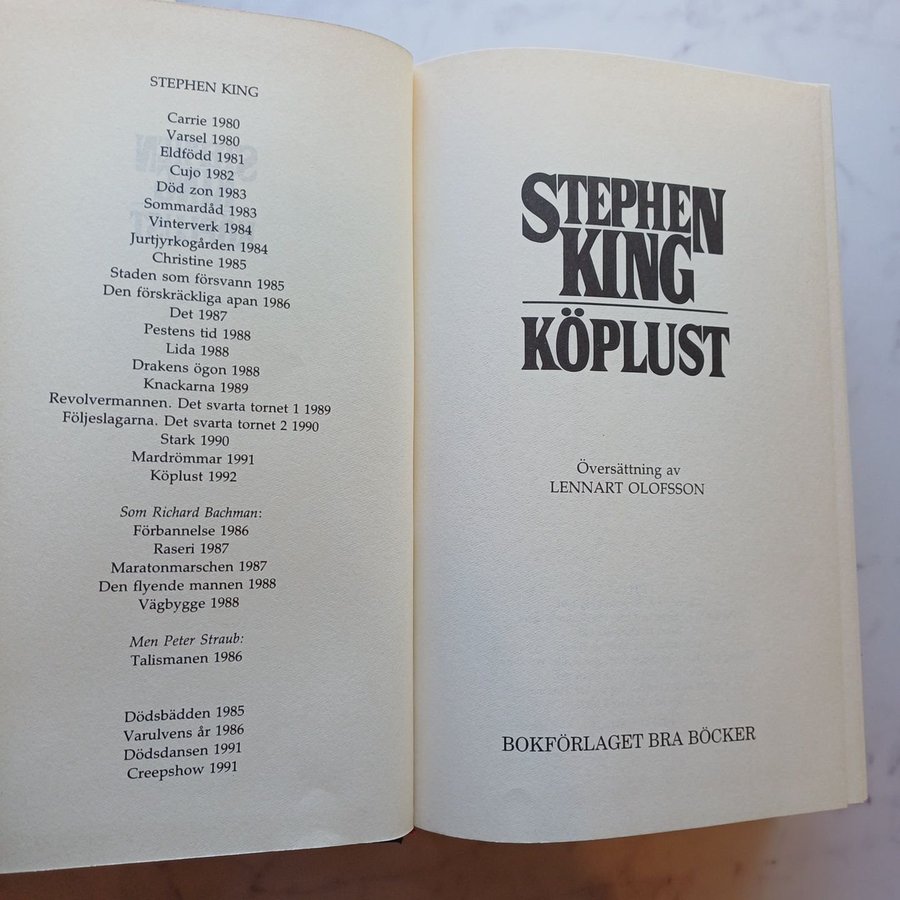 STEPHEN KING
Carrie 1980
Varsel 1980
Eldfödd 1981
Cujo 1982
Död zon 1983
Sommardåd 1983
Vinterverk 1984
Jurtjyrkogården 1984
Christine 1985
Staden som försvann 1985
Den förskräckliga apan 1986
Det 1987
Pestens tid 1988
Lida 1988
Drakens ögon 1988
Knackarna 1989
Revolvermannen. Det svarta tornet 1 1989
Följeslagarna. Det svarta tornet 2 1990
Stark 1990
Mardrömmar 1991
Köplust 1992
Som Richard Bachman:
Förbannelse 1986
Raseri 1987
Maratonmarschen 1987
Den flyende mannen 1988
Vägbygge 1988
Men Peter Straub:
Talismanen 1986
Dödsbädden 1985
Varulvens år 1986
Dödsdansen 1991
Creepshow 1991
STEPHEN
KING
KÖPLUST
Översättning av
LENNART OLOFSSON
BOKFÖRLAGET BRA BÖCKER